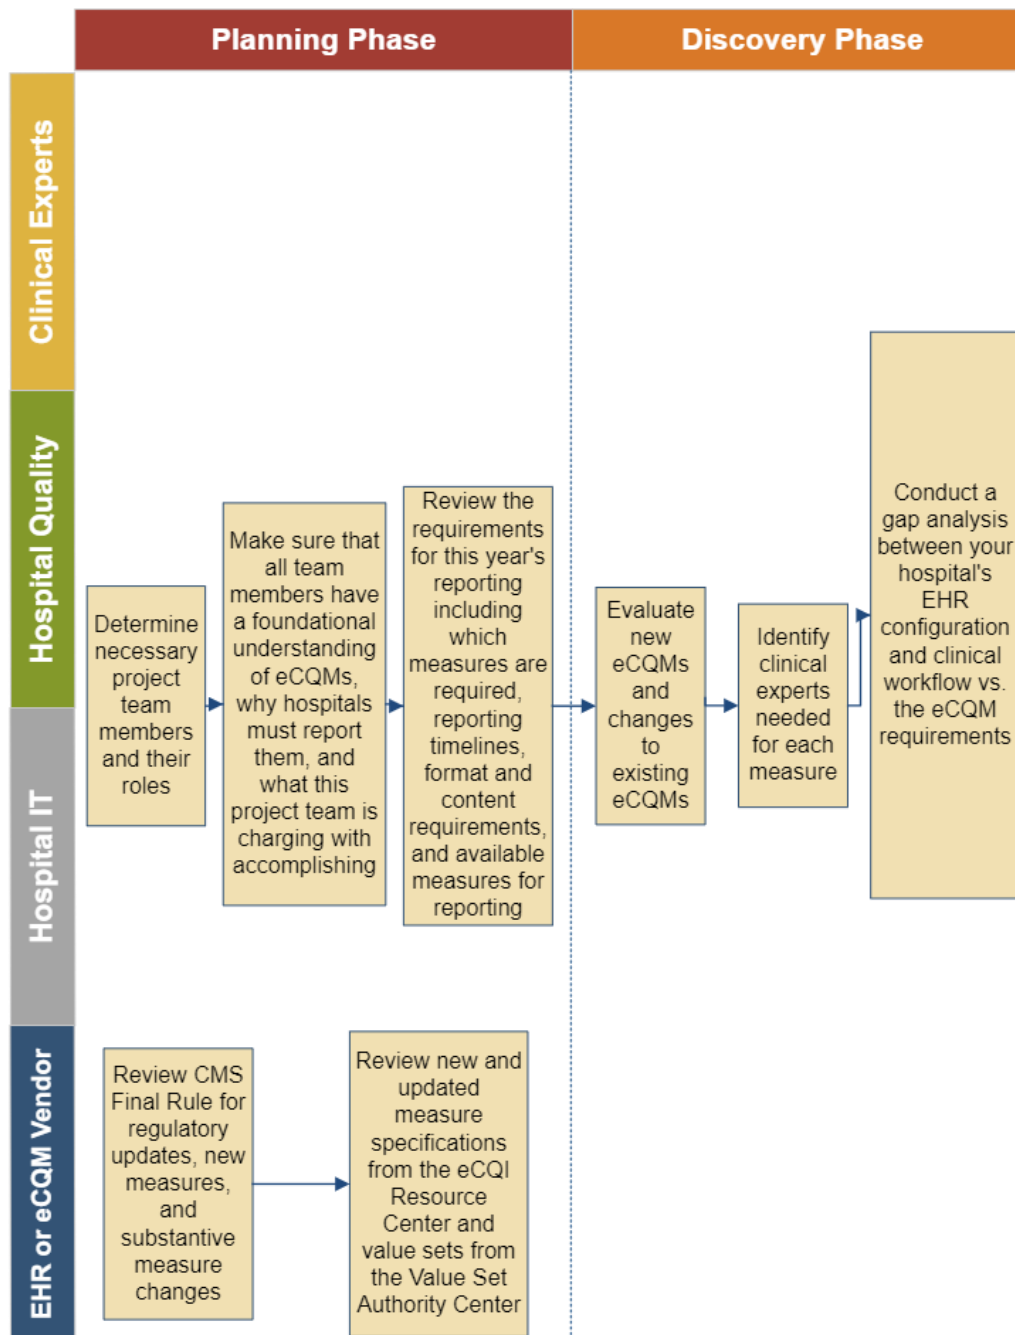 Planning Phase
Discovery Phase
Clinical Experts
Hospital Quality
Hospital IT
EHR or eCQM Vendor
Determine
necessary
project
team
members
and their
roles
Make sure that
all team
members have
a foundational
understanding
of eCQMs,
why hospitals
must report
them, and
what this
project team is
charging with
accomplishing
Review the
requirements
for this year's
reporting
including
which
measures are
required,
reporting
timelines,
format and
content
requirements,
and available
measures for
reporting
Evaluate
new
eCQMs
and
changes
to
existing
eCQMs
Identify
clinical
experts
needed
for each
measure
Conduct a
gap analysis
between your
hospital's
EHR
configuration
and clinical
workflow vs.
the eCQM
requirements
Review CMS
Final Rule for
regulatory
updates, new
measures,
and
substantive
measure
changes
Review new and
updated
measure
specifications
from the eCQI
Resource
Center and
value sets from
the Value Set
Authority Center